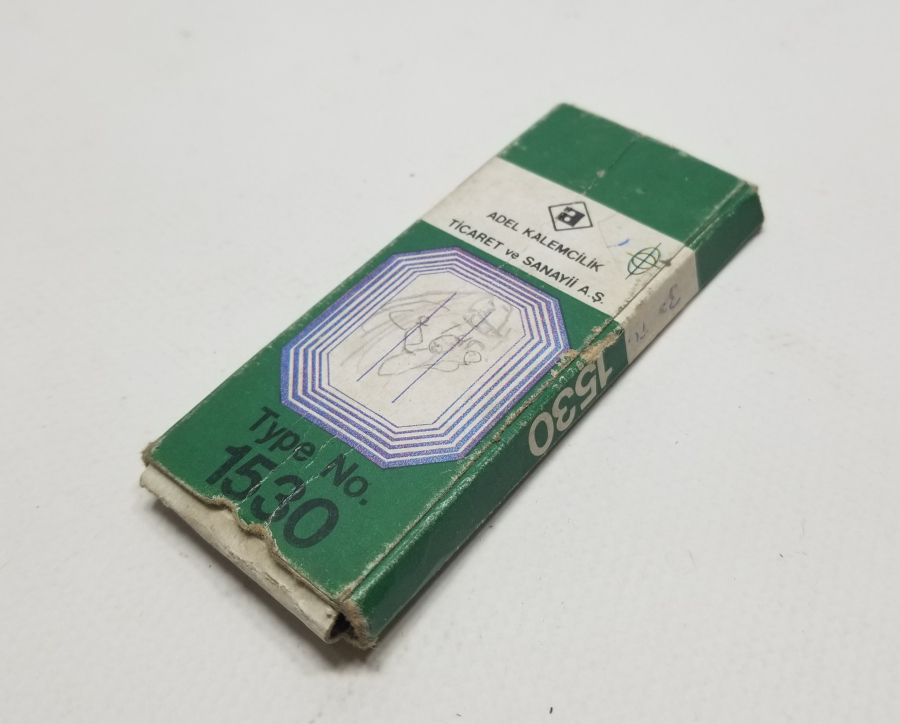 a
ADEL KALEMCİLİK
TİCARET ve SANAYİİ A.Ş.
Type No.
1530
1530